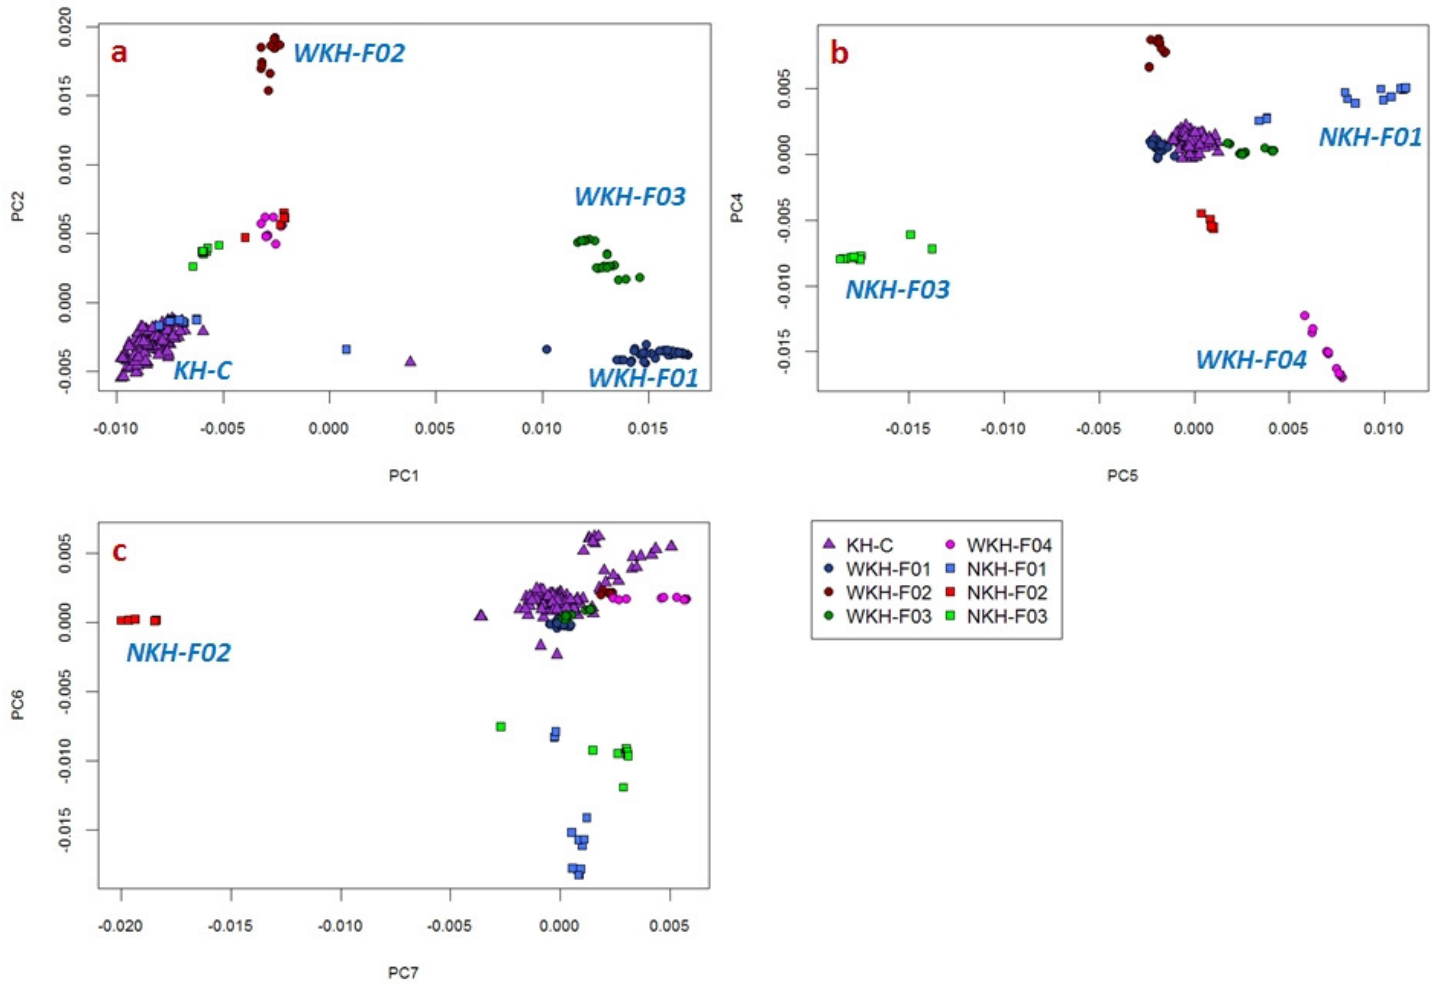 a
WKH-F02
WKH-F03
KH-C
WKH-F01
PC2
0.020
0.015
0.010
0.005
0.000
-0.005
-0.010 -0.005 0.000 0.005 0.010 0.015
PC1
b
NKH-F01
NKH-F03
WKH-F04
PC4
0.005
0.000
-0.005
-0.010
-0.015
-0.015 -0.010 -0.005 0.000 0.005 0.010
PC5
c
NKH-F02
PC6
0.005
0.000
-0.005
-0.010
-0.015
-0.020 -0.015 -0.010 -0.005 0.000 0.005
PC7
KH-C WKH-F04
WKH-F01 NKH-F01
WKH-F02 NKH-F02
WKH-F03 NKH-F03